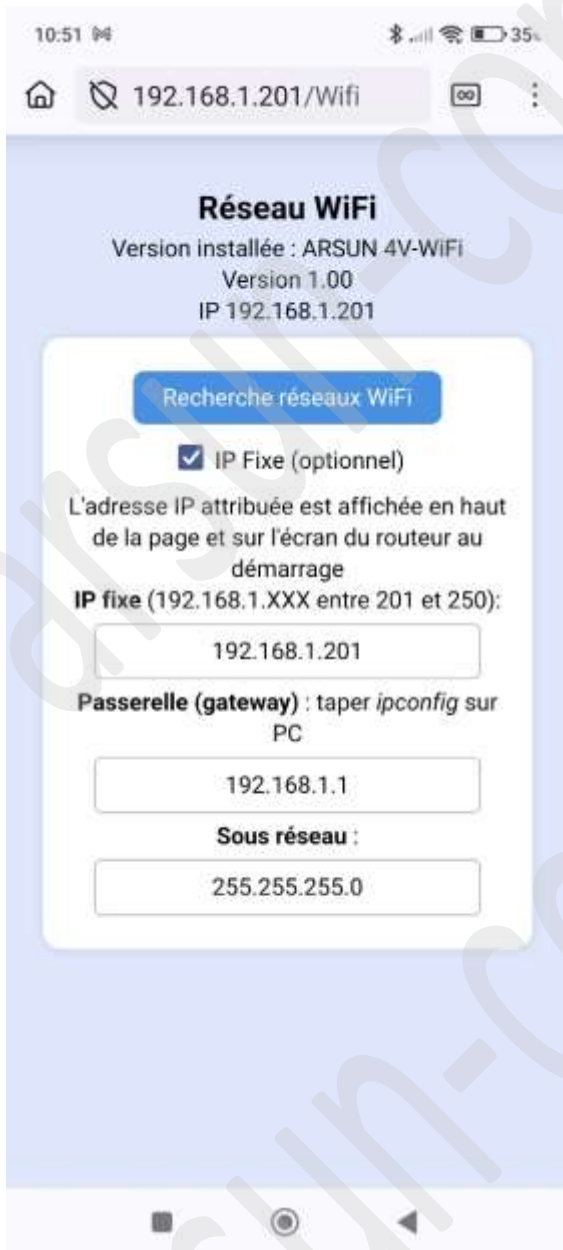 10:51 35
192.168.1.201/Wifi
Réseau WiFi
Version installée : ARSUN 4V-WiFi
Version 1.00
IP 192.168.1.201
Recherche réseaux WiFi
IP Fixe (optionnel)
L'adresse IP attribuée est affichée en haut
de la page et sur l'écran du routeur au
démarrage
IP fixe (192.168.1.XXX entre 201 et 250):
192.168.1.201
Passerelle (gateway) : taper ipconfig sur
PC
192.168.1.1
Sous réseau :
255.255.255.0